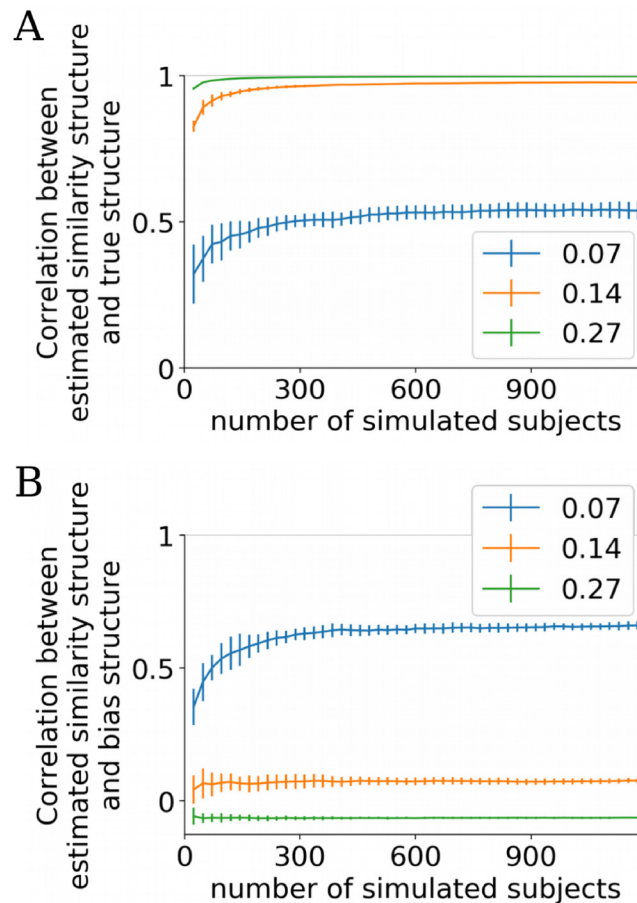 A
Correlation between
estimated similarity structure
and true structure
1
0.5
0
0.07
0.14
0.27
0
300
600
900
number of simulated subjects
B
Correlation between
estimated similarity structure
and bias structure
0.07
0.14
0.27
1
0.5
0
0
300
600
900
number of simulated subjects